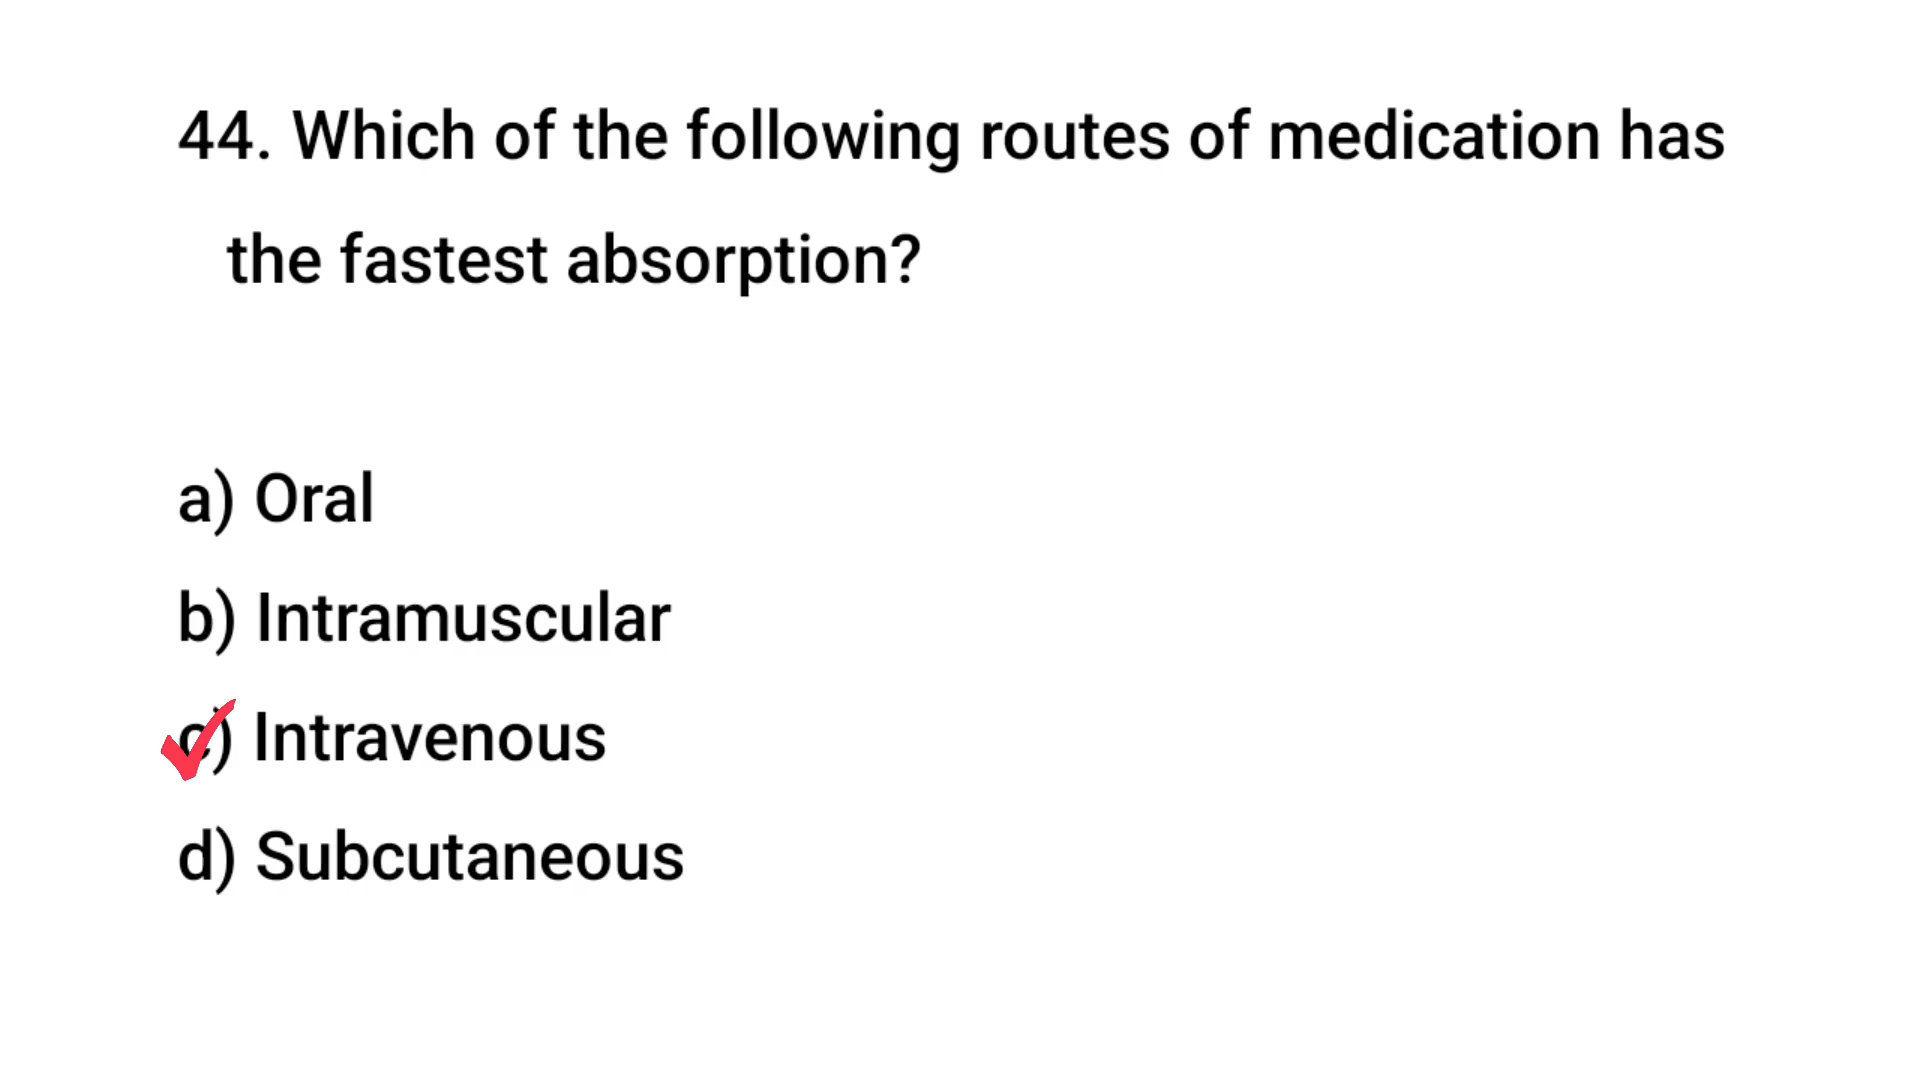 44. Which of the following routes of medication has
the fastest absorption?
a) Oral
b) Intramuscular
c) Intravenous
d) Subcutaneous